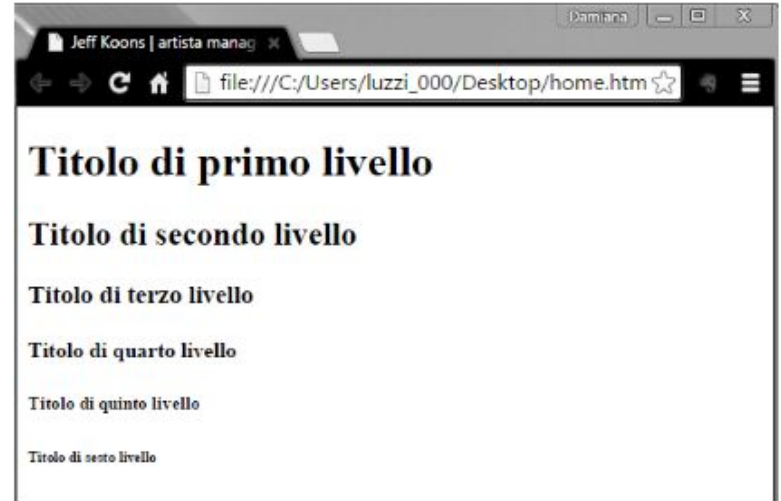 Damiana
Jeff Koons | artista manag
file:///C:/Users/luzzi_000/Desktop/home.htm
Titolo di primo livello
Titolo di secondo livello
Titolo di terzo livello
Titolo di quarto livello
Titolo di quinto livello
Titolo di sesto livello